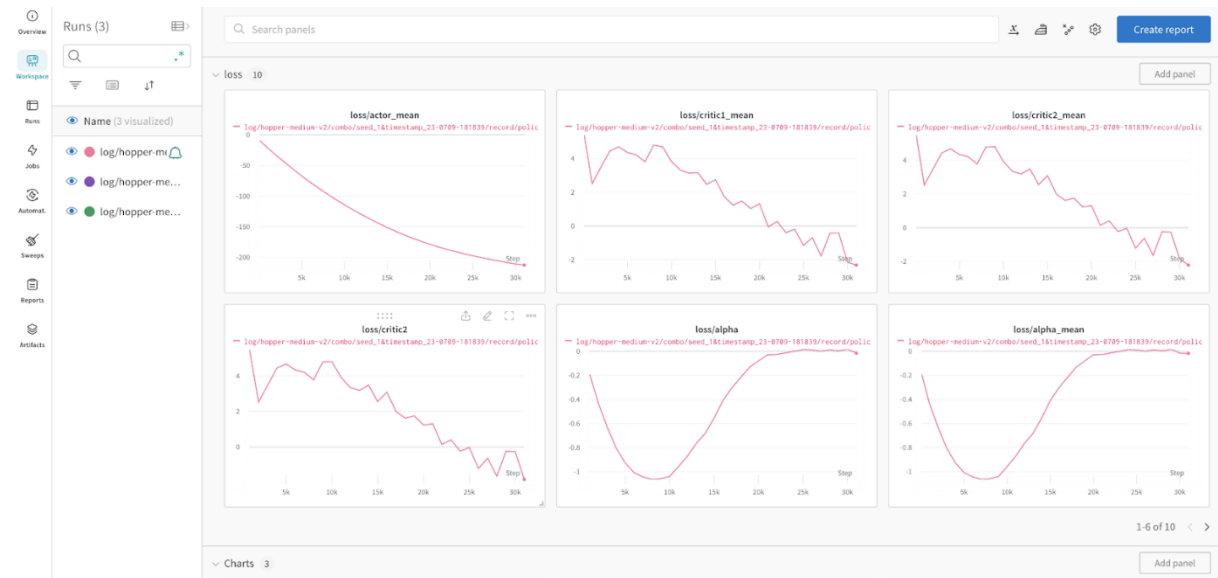 Overview
Workspace
Runs
Jobs
Automat.
Sweeps
Reports
Artifacts
Runs (3)
.*
Name (3 visualized)
log/hopper-me
log/hopper-me...
log/hopper-me...
Search panels
Create report
loss 10
Add panel
loss/actor_mean
log/hopper-medium-v2/combo/seed_1&timestamp_23-0709-181839/record/polic
0
-50
-100
-150
-200
Step
5k 10k 15k 20k 25k 30k
loss/critic1_mean
log/hopper-medium-v2/combo/seed_1&timestamp_23-0709-181839/record/polic
4
2
0
-2
Step
5k 10k 15k 20k 25k 30k
loss/critic2_mean
log/hopper-medium-v2/combo/seed_1&timestamp_23-0709-181839/record/polic
4
2
0
-2
Step
5k 10k 15k 20k 25k 30k
loss/critic2
log/hopper-medium-v2/combo/seed_1&timestamp_23-0709-181839/record/polic
4
2
0
Step
5k 10k 15k 20k 25k 30k
loss/alpha
log/hopper-medium-v2/combo/seed_1&timestamp_23-0709-181839/record/polic
0
-0.2
-0.4
-0.6
-0.8
-1
Step
5k 10k 15k 20k 25k 30k
loss/alpha_mean
log/hopper-medium-v2/combo/seed_1&timestamp_23-0709-181839/record/polic
0
-0.2
-0.4
-0.6
-0.8
-1
Step
5k 10k 15k 20k 25k 30k
1-6 of 10
Charts 3
Add panel